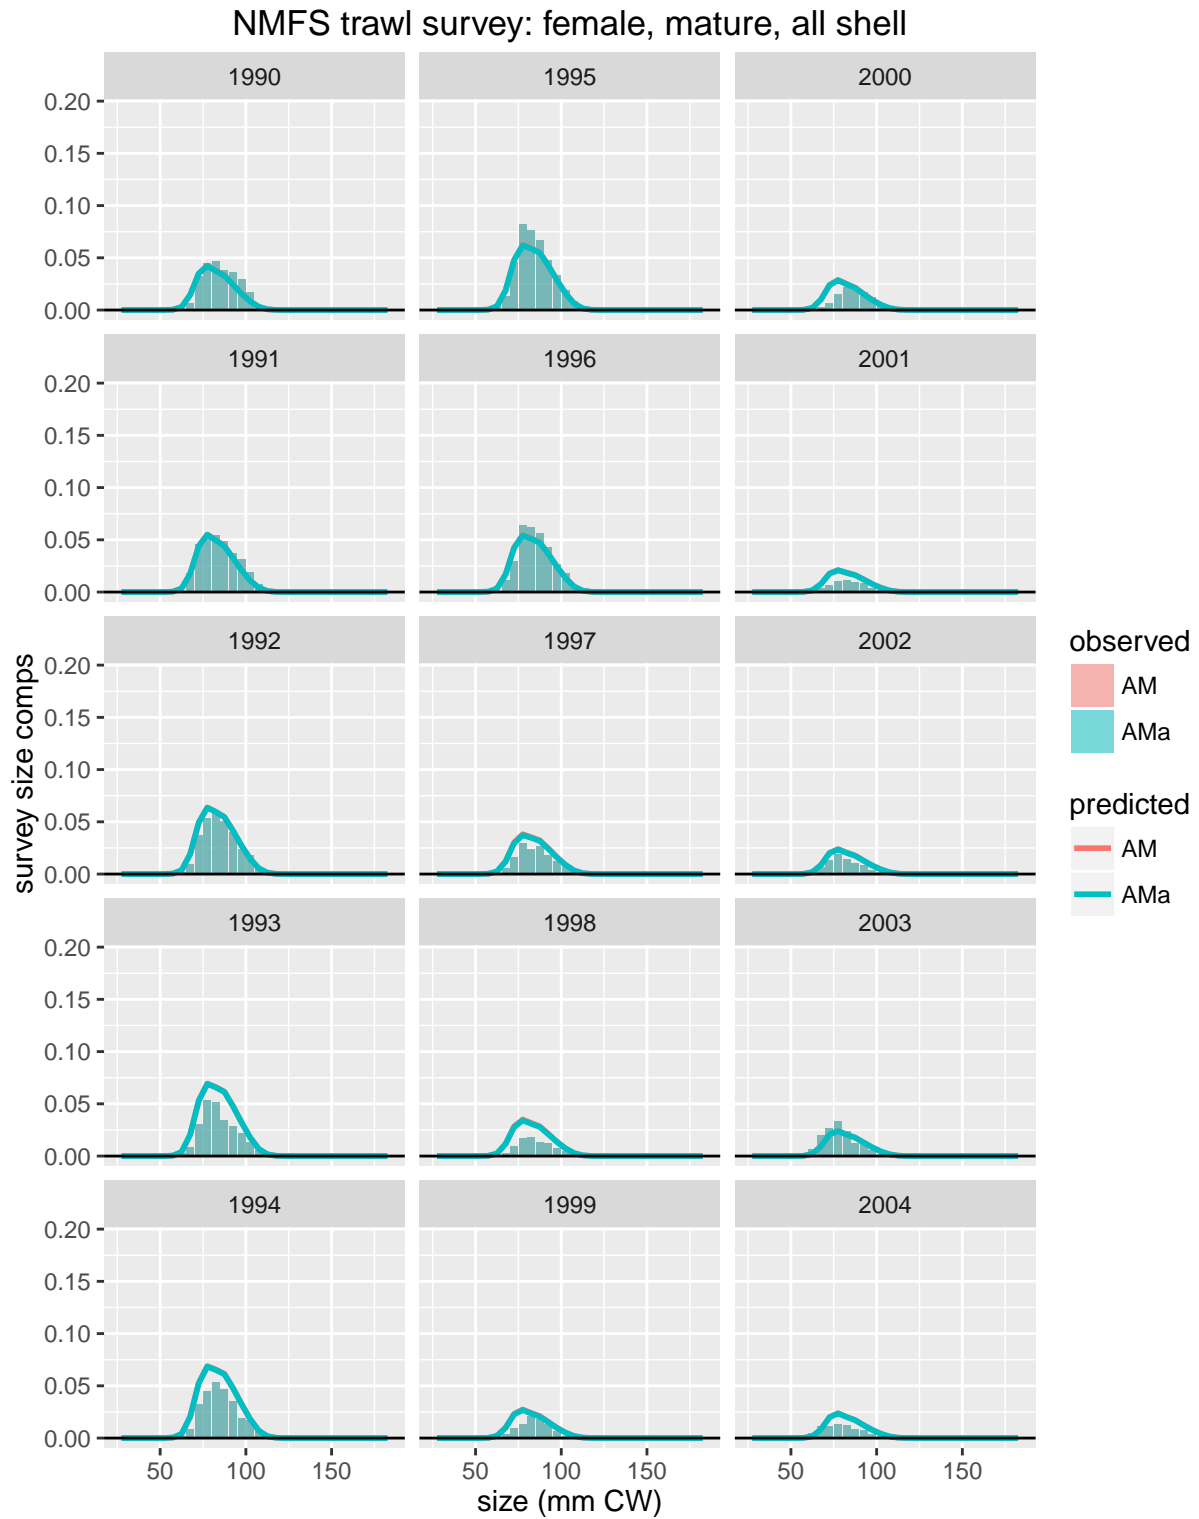 NMFS trawl survey: female, mature, all shell
1990 1995 2000
0.20
0.15
0.10
0.05
0.00
1991 1996 2001
0.20
0.15
0.10
0.05
0.00
1992 1997 2002
0.20
0.15
0.10
0.05
0.00
1993 1998 2003
0.20
0.15
0.10
0.05
0.00
1994 1999 2004
0.20
0.15
0.10
0.05
0.00
50 100 150 50 100 150 50 100 150
size (mm CW)
survey size comps
observed
AM
AMa
predicted
AM
AMa